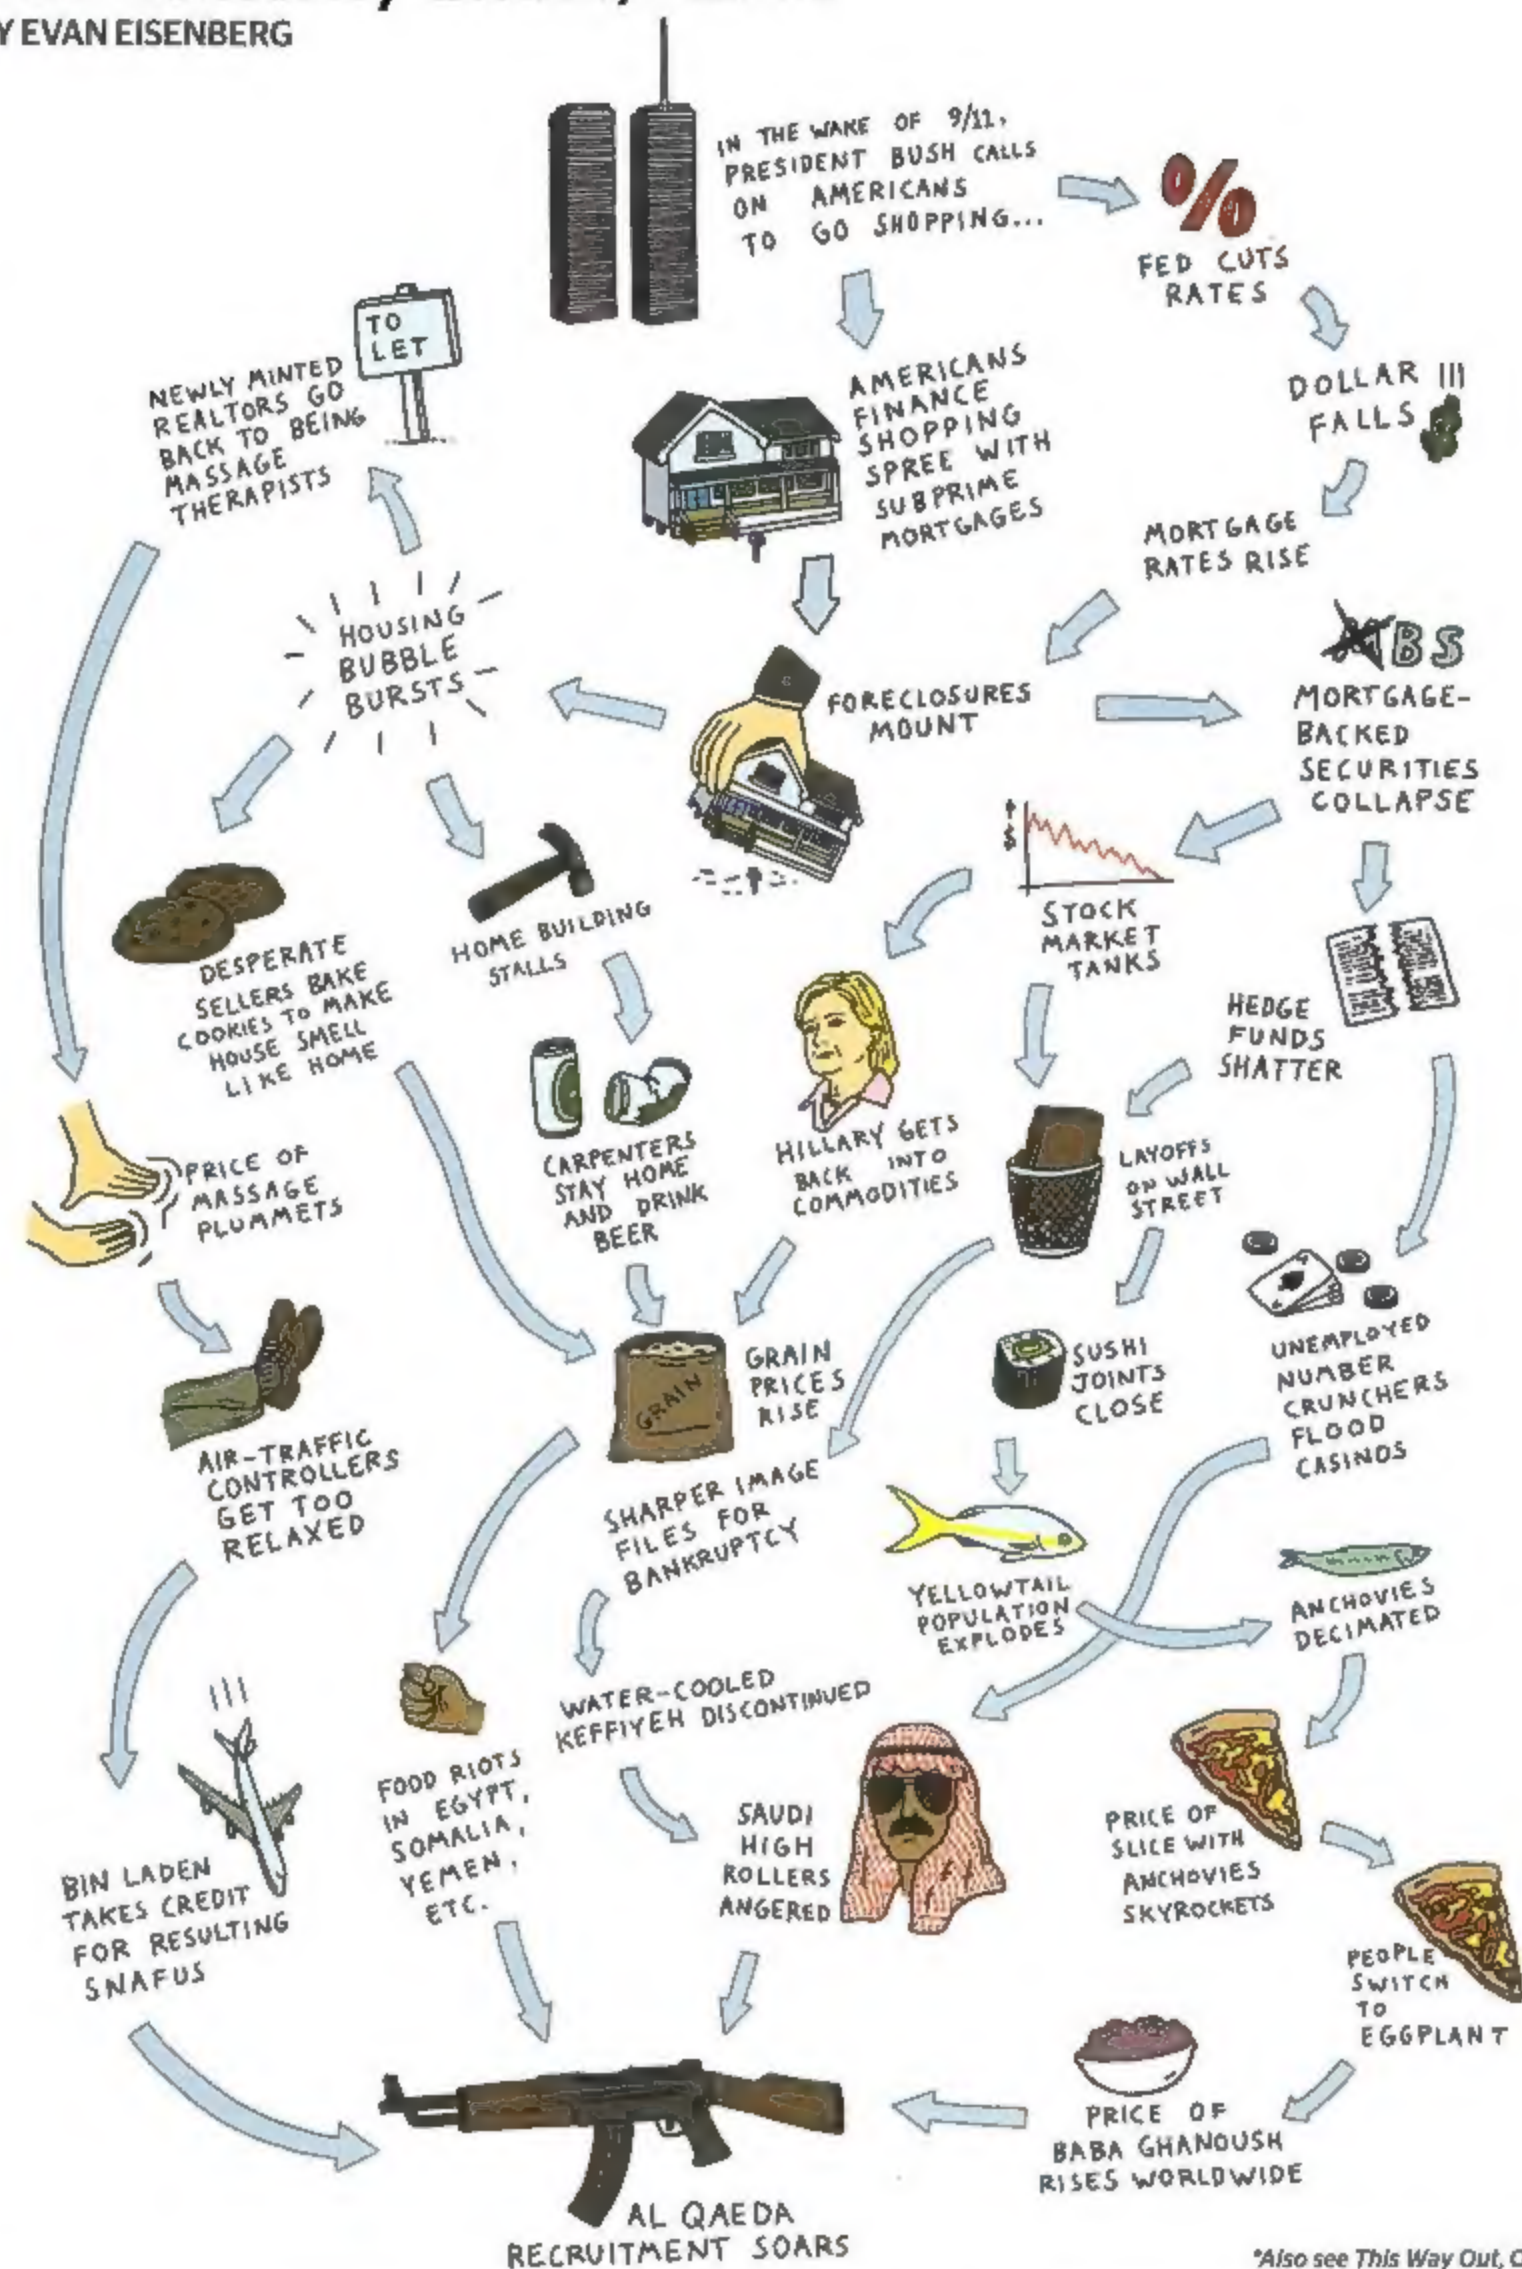 Y EVAN EISENBERG
IN THE WAKE OF 9/11,
PRESIDENT BUSH CALLS
ON AMERICANS
TO GO SHOPPING...
%
FED CUTS
RATES
DOLLAR
FALLS
MORTGAGE
RATES RISE
AMERICANS
FINANCE
SHOPPING
SPREE WITH
SUBPRIME
MORTGAGES
TO
LET
NEWLY MINTED
REALTORS GO
BACK TO BEING
MASSAGE
THERAPISTS
HOUSING
BUBBLE
BURSTS
FORECLOSURES
MOUNT
BS
MORTGAGE-
BACKED
SECURITIES
COLLAPSE
$
STOCK
MARKET
TANKS
HEDGE
FUNDS
SHATTER
HOME BUILDING
STALLS
DESPERATE
SELLERS BAKE
COOKIES TO MAKE
HOUSE SMELL
LIKE HOME
CARPENTERS
STAY HOME
AND DRINK
BEER
HILLARY GETS
BACK INTO
COMMODITIES
LAYOFFS
ON WALL
STREET
PRICE OF
MASSAGE
PLUMMETS
GRAIN
GRAIN
PRICES
RISE
SUSHI
JOINTS
CLOSE
UNEMPLOYED
NUMBER
CRUNCHERS
FLOOD
CASINOS
AIR-TRAFFIC
CONTROLLERS
GET TOO
RELAXED
SHARPER IMAGE
FILES FOR
BANKRUPTCY
YELLOWTAIL
POPULATION
EXPLODES
ANCHOVIES
DECIMATED
WATER-COOLED
KEFFIYEH DISCONTINUED
FOOD RIOTS
IN EGYPT,
SOMALIA,
YEMEN,
ETC.
SAUDI
HIGH
ROLLERS
ANGERED
PRICE OF
SLICE WITH
ANCHOVIES
SKYROCKETS
BIN LADEN
TAKES CREDIT
FOR RESULTING
SNAFUS
PEOPLE
SWITCH
TO
EGGPLANT
PRICE OF
BABA GHANOUSH
RISES WORLDWIDE
AL QAEDA
RECRUITMENT SOARS
*Also see This Way Out,